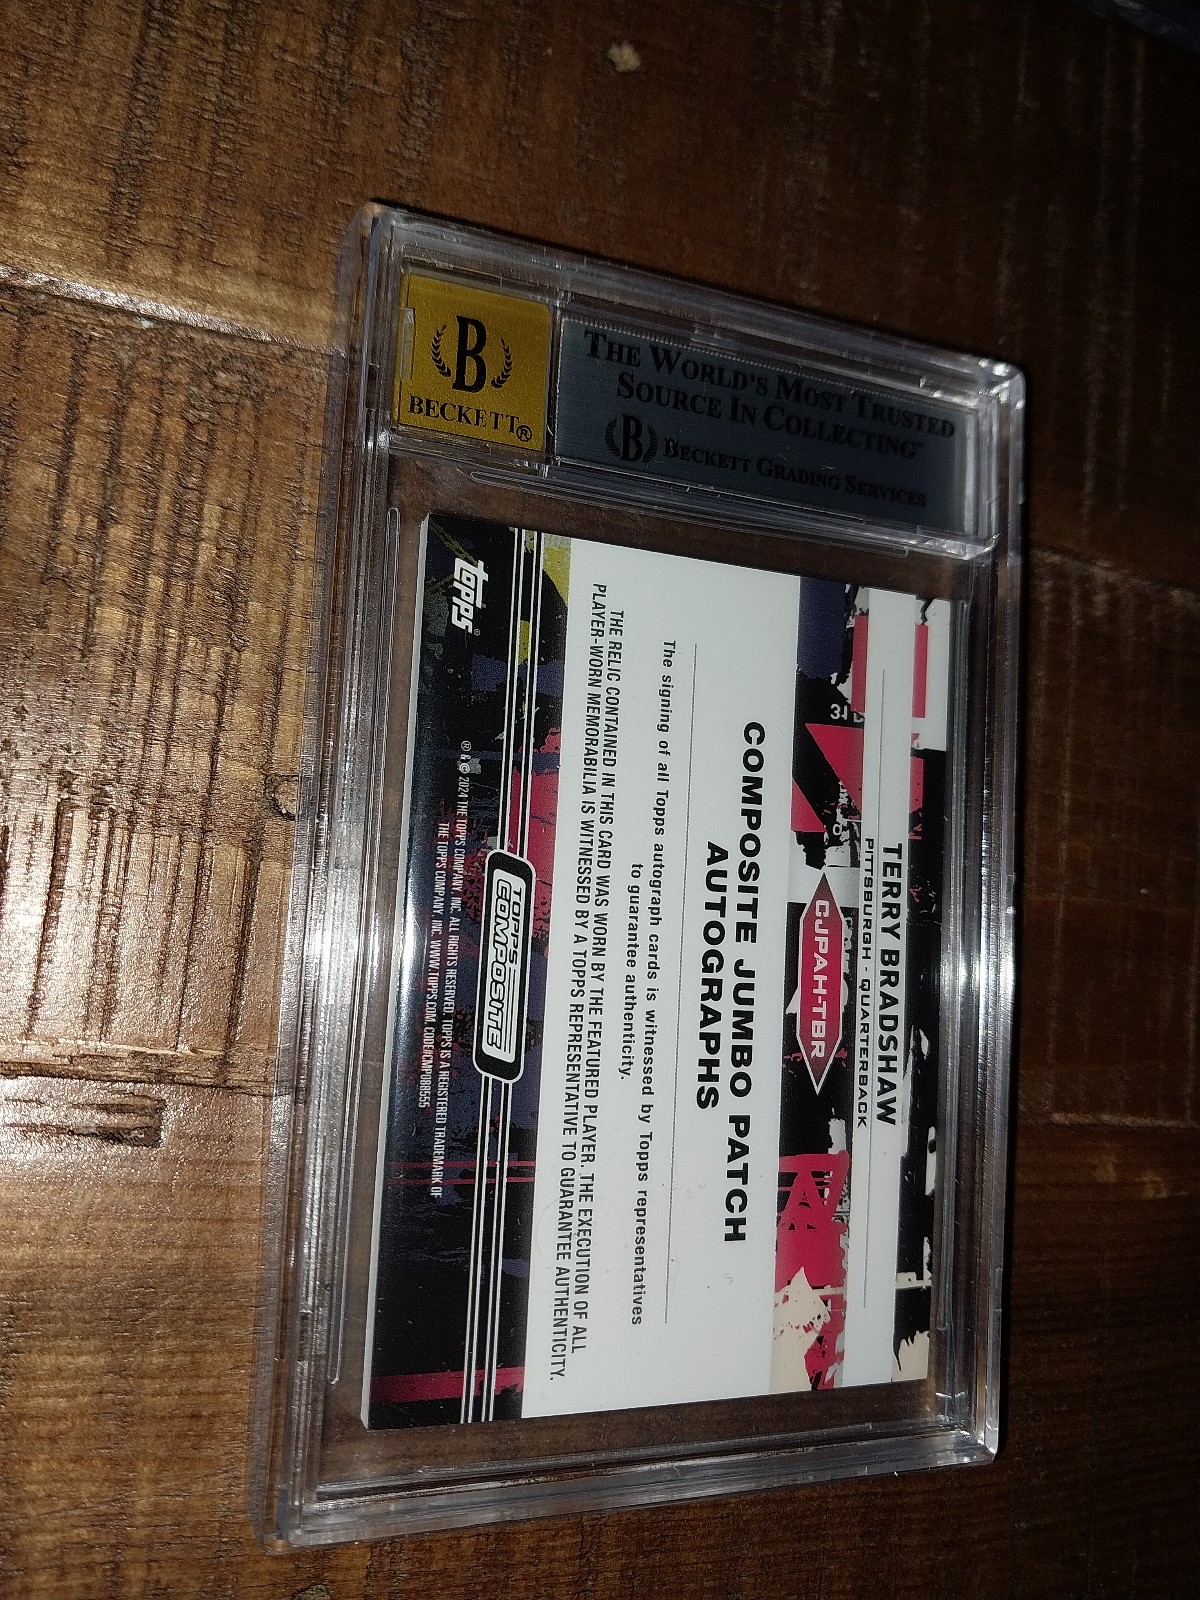 BECKETT®
THE WORLD'S MOST TRUSTED
SOURCE IN COLLECTING™
BECKETT GRADING SERVICES
TERRY BRADSHAW
PITTSBURGH - QUARTERBACK
CJPAH-TBR
COMPOSITE JUMBO PATCH
AUTOGRAPHS
The signing of all Topps autograph cards is witnessed by Topps representatives
to guarantee authenticity.
THE RELIC CONTAINED IN THIS CARD WAS WORN BY THE FEATURED PLAYER. THE EXECUTION OF ALL
PLAYER-WORN MEMORABILIA IS WITNESSED BY A TOPPS REPRESENTATIVE TO GUARANTEE AUTHENTICITY.
TOPPS
COMPOSITE
topps®
® & © 2024 THE TOPPS COMPANY, INC. ALL RIGHTS RESERVED. TOPPS IS A REGISTERED TRADEMARK OF
THE TOPPS COMPANY, INC. WWW.TOPPS.COM. CODE#CMP088555